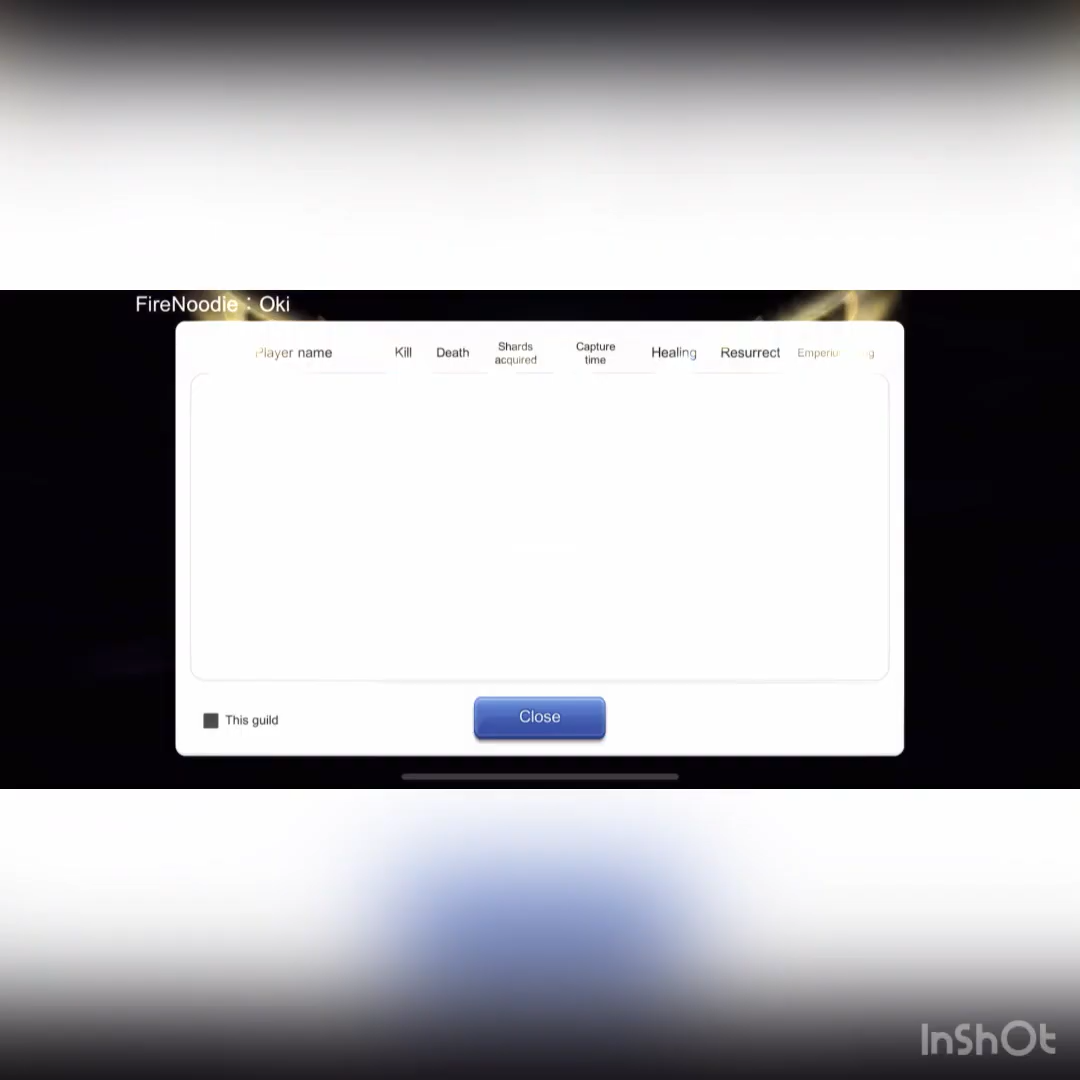 FireNoodie：Oki
Player name Kill Death Shards acquired Capture time Healing Resurrect
This guild
Close
InShOt